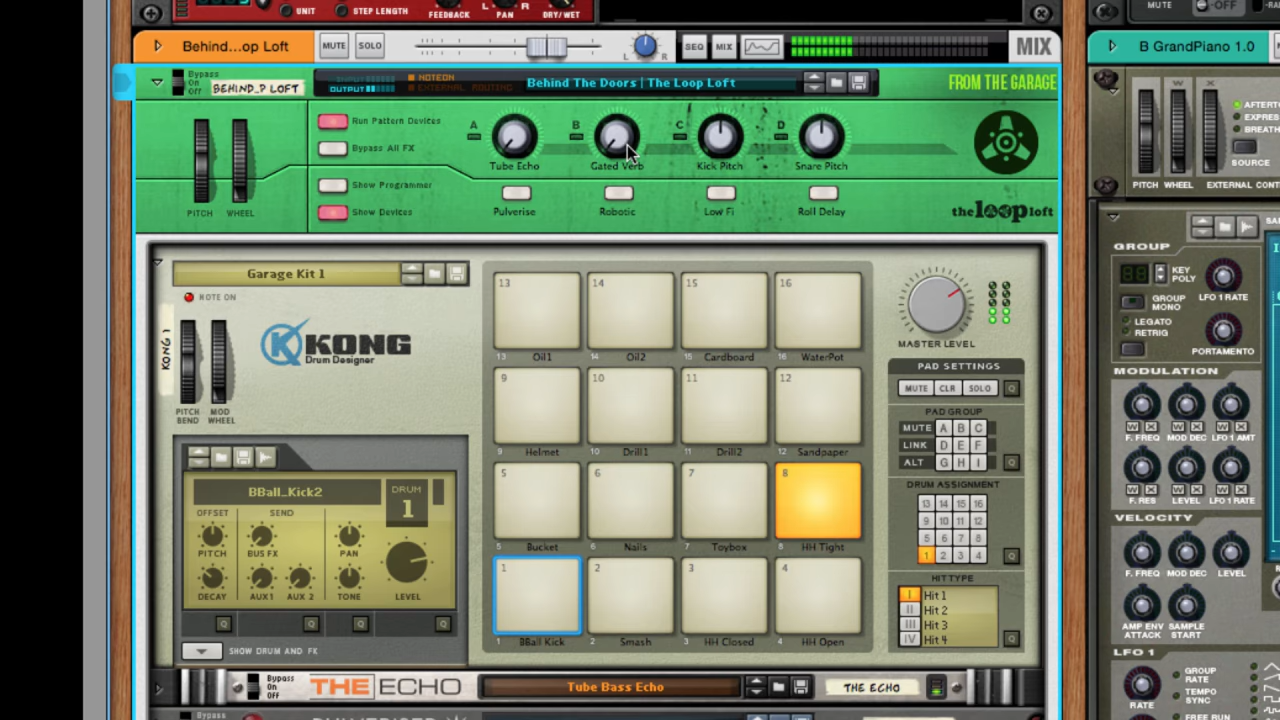 UNIT
STEP LENGTH
FEEDBACK
L R
PAN
DRY/WET
MUTE
-OFF
Behind...op Loft
MUTE
SOLO
L R
SEQ
MIX
MIX
B GrandPiano 1.0
Bypass
On
Off
BEHIND_P LOFT
INPUT
OUTPUT
NOTEON
EXTERNAL ROUTING
Behind The Doors | The Loop Loft
FROM THE GARAGE
Run Pattern Devices
Bypass All FX
Show Programmer
Show Devices
PITCH
WHEEL
A
B
C
D
Tube Echo
Gated Verb
Kick Pitch
Snare Pitch
Pulverise
Robotic
Low Fi
Roll Delay
the loop loft
W
X
EXPRES
BREATH
SOURCE
PITCH
WHEEL
EXTERNAL CONT
Garage Kit 1
NOTE ON
KONG 1
KONG
Drum Designer
PITCH BEND
MOD WHEEL
13 14 15 16
13 Oil1
14 Oil2
15 Cardboard
16 WaterPot
9 10 11 12
9 Helmet
10 Drill1
11 Drill2
12 Sandpaper
5 6 7 8
5 Bucket
6 Nails
7 Toybox
8 HH Tight
1 2 3 4
1 BBall Kick
2 Smash
3 HH Closed
4 HH Open
MASTER LEVEL
PAD SETTINGS
MUTE
CLR
SOLO
Q
PAD GROUP
MUTE A B C
LINK D E F
ALT G H I
Q
DRUM ASSIGNMENT
13 14 15 16
9 10 11 12
5 6 7 8
1 2 3 4
Q
HIT TYPE
I Hit 1
II Hit 2
III Hit 3
IV Hit 4
Q
BBall_Kick2
DRUM
1
OFFSET
SEND
PITCH
BUS FX
PAN
DECAY
AUX1
AUX 2
TONE
LEVEL
Q
Q
Q
Q
SHOW DRUM AND FX
Bypass
On
Off
THE ECHO
Tube Bass Echo
THE ECHO
Bypass
GROUP
KEY
POLY
LFO 1 RATE
GROUP
MONO
LEGATO
RETRIG
PORTAMENTO
MODULATION
W X W X W X
F. FREQ
MOD DEC
LFO 1 AMT
W X W X W X
F. RES
LEVEL
LFO 1 RATE
VELOCITY
F. FREQ
MOD DEC
LEVEL
AMP ENV
ATTACK
SAMPLE
START
LFO 1
GROUP
RATE
TEMPO
SYNC
RATE
FREE RUN